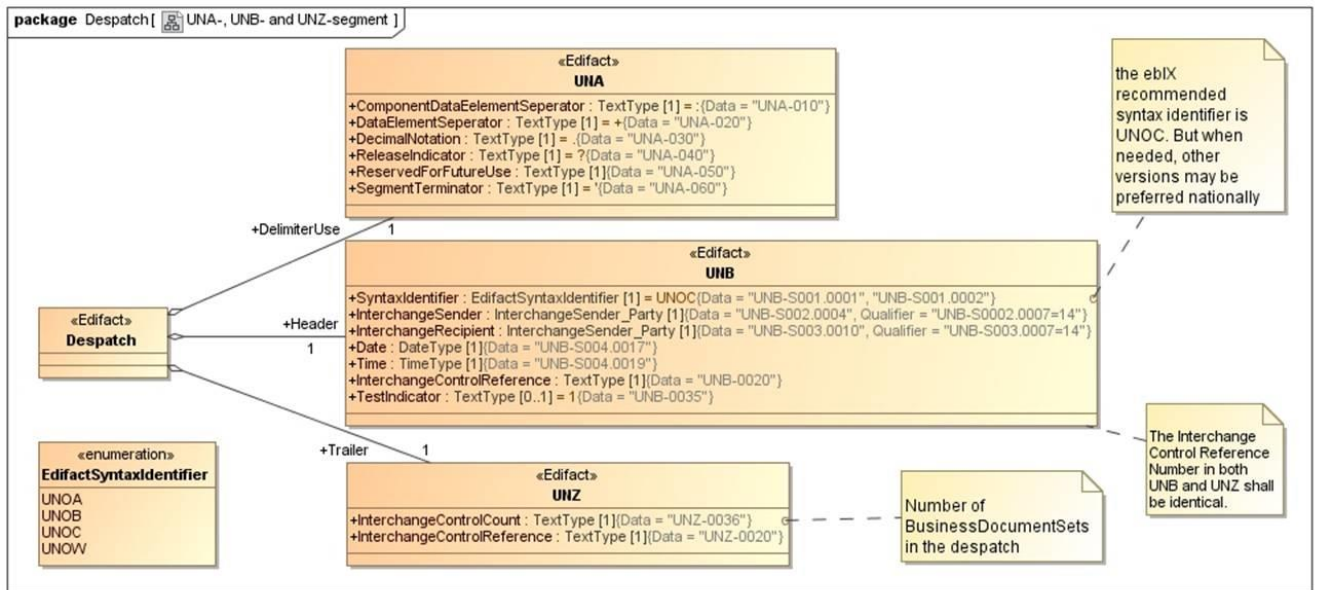 package Despatch [ UNA-, UNB- and UNZ-segment ]
«Edifact»
UNA
+ComponentDataEelementSeperator : TextType [1] = :{Data = "UNA-010"}
+DataElementSeperator : TextType [1] = +{Data = "UNA-020"}
+DecimalNotation : TextType [1] = .{Data = "UNA-030"}
+ReleaseIndicator : TextType [1] = ?{Data = "UNA-040"}
+ReservedForFutureUse : TextType [1]{Data = "UNA-050"}
+SegmentTerminator : TextType [1] = '{Data = "UNA-060"}
the ebIX
recommended
syntax identifier is
UNOC. But when
needed, other
versions may be
preferred nationally
+DelimiterUse
1
«Edifact»
UNB
+SyntaxIdentifier : EdifactSyntaxIdentifier [1] = UNOC{Data = "UNB-S001.0001", "UNB-S001.0002"}
+InterchangeSender : InterchangeSender_Party [1]{Data = "UNB-S002.0004", Qualifier = "UNB-S0002.0007=14"}
+InterchangeRecipient : InterchangeSender_Party [1]{Data = "UNB-S003.0010", Qualifier = "UNB-S003.0007=14"}
+Date : DateType [1]{Data = "UNB-S004.0017"}
+Time : TimeType [1]{Data = "UNB-S004.0019"}
+InterchangeControlReference : TextType [1]{Data = "UNB-0020"}
+TestIndicator : TextType [0..1] = 1{Data = "UNB-0035"}
«Edifact»
Despatch
+Header
1
+Trailer
1
The Interchange
Control Reference
Number in both
UNB and UNZ shall
be identical.
«enumeration»
EdifactSyntaxIdentifier
UNOA
UNOB
UNOC
UNOW
«Edifact»
UNZ
+InterchangeControlCount : TextType [1]{Data = "UNZ-0036"}
+InterchangeControlReference : TextType [1]{Data = "UNZ-0020"}
Number of
BusinessDocumentSets
in the despatch